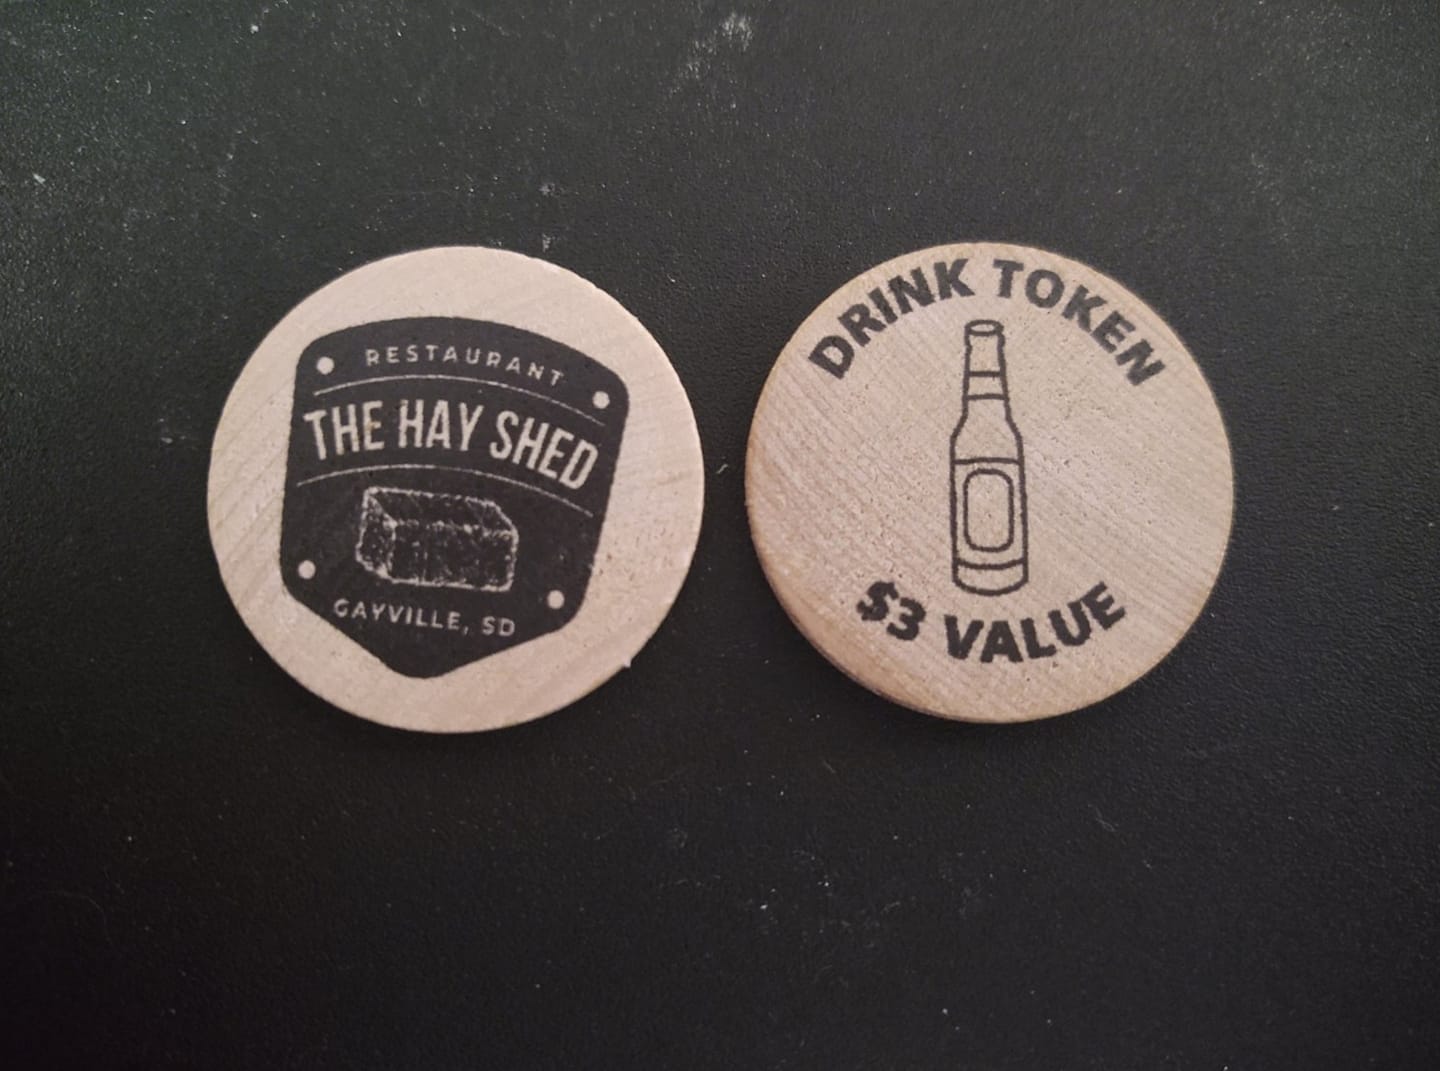 RESTAURANT
THE HAY SHED
GAYVILLE, SD
DRINK TOKEN
$3 VALUE